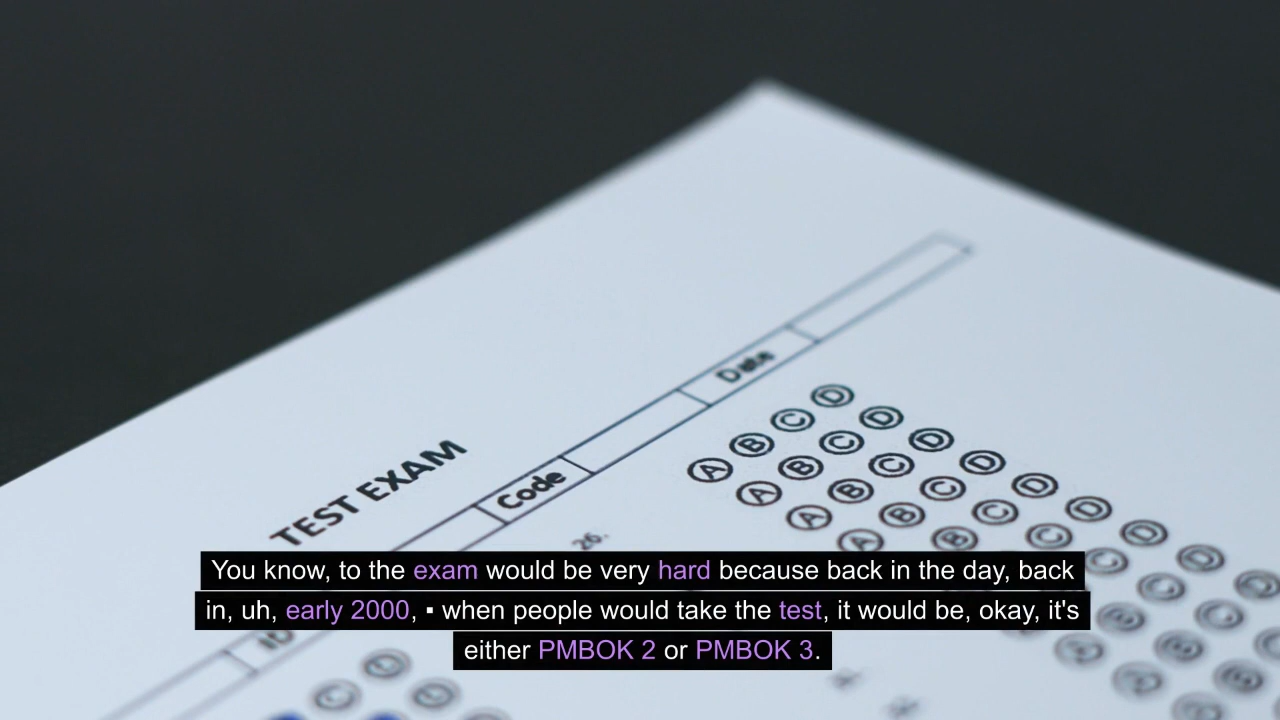 Date
A B C D
A B C D
A B C D
A B C D
TEST EXAM
Code
26.
ID
You know, to the exam would be very hard because back in the day, back
in, uh, early 2000, ▪ when people would take the test, it would be, okay, it's
either PMBOK 2 or PMBOK 3.